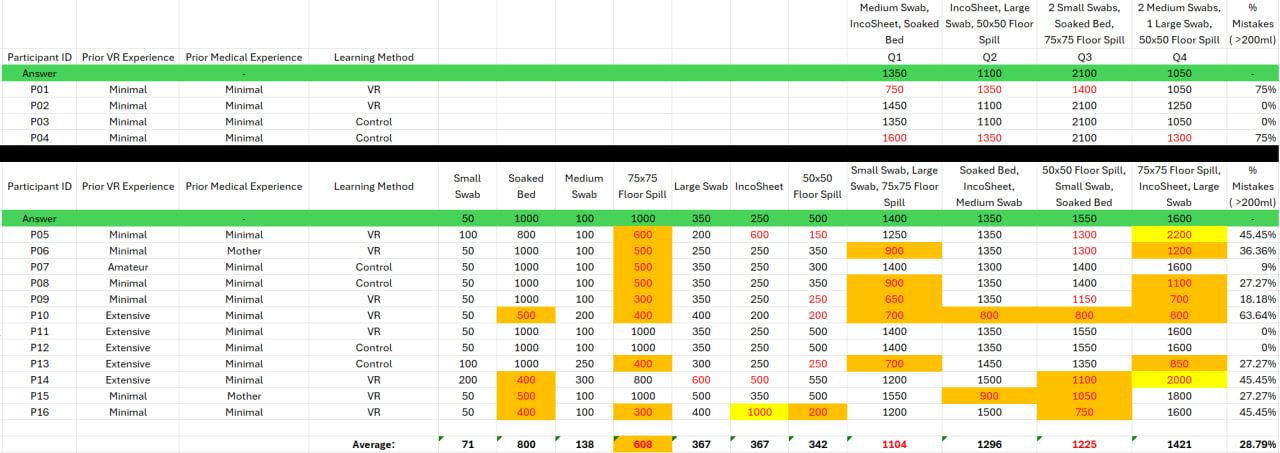 Medium Swab, IncoSheet, Large 2 Small Swabs, 2 Medium Swabs, %
IncoSheet, Soaked Swab, 50x50 Floor Soaked Bed, 1 Large Swab, Mistakes
Bed Spill 75x75 Floor Spill 50x50 Floor Spill ( >200ml)
Participant ID Prior VR Experience Prior Medical Experience Learning Method Q1 Q2 Q3 Q4
Answer - 1350 1100 2100 1050 -
P01 Minimal Minimal VR 750 1350 1400 1050 75%
P02 Minimal Minimal VR 1450 1100 2100 1250 0%
P03 Minimal Minimal Control 1350 1100 2100 1050 0%
P04 Minimal Minimal Control 1600 1350 2100 1300 75%
Small Swab, Large Soaked Bed, 50x50 Floor Spill, 75x75 Floor Spill, %
Participant ID Prior VR Experience Prior Medical Experience Learning Method Small Swab Soaked Bed Medium Swab 75x75 Floor Spill Large Swab IncoSheet 50x50 Floor Spill Swab, 75x75 Floor IncoSheet, Small Swab, IncoSheet, Large Mistakes
Spill Medium Swab Soaked Bed Swab ( >200ml)
Answer - 50 1000 100 1000 350 250 500 1400 1350 1550 1600 -
P05 Minimal Minimal VR 100 800 100 600 200 600 150 1250 1350 1300 2200 45.45%
P06 Minimal Mother VR 50 1000 100 500 250 250 350 900 1350 1300 1200 36.36%
P07 Amateur Minimal Control 50 1000 100 500 350 250 300 1400 1300 1400 1600 9%
P08 Minimal Minimal Control 50 1000 100 500 350 250 350 900 1350 1400 1100 27.27%
P09 Minimal Minimal VR 50 1000 100 300 350 250 250 650 1350 1150 700 18.18%
P10 Extensive Minimal VR 50 500 200 400 400 200 200 700 800 800 800 63.64%
P11 Extensive Minimal VR 50 1000 100 1000 350 250 500 1400 1350 1550 1600 0%
P12 Extensive Minimal Control 50 1000 100 1000 350 250 500 1400 1350 1550 1600 0%
P13 Extensive Minimal Control 100 1000 250 400 300 250 250 700 1450 1350 850 27.27%
P14 Extensive Minimal VR 200 400 300 800 600 500 550 1200 1500 1100 2000 45.45%
P15 Minimal Mother VR 50 500 100 1000 500 350 500 1550 900 1050 1800 27.27%
P16 Minimal Minimal VR 50 400 100 300 400 1000 200 1200 1500 750 1600 45.45%
Average: 71 800 138 608 367 367 342 1104 1296 1225 1421 28.79%